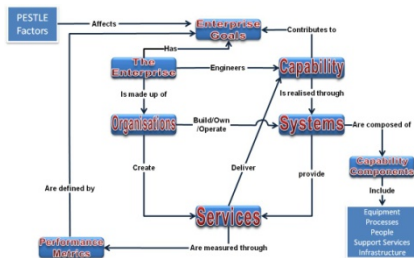 PESTLE
Factors
Affects
Enterprise
Goals
Contributes to
Has
The
Enterprise
Engineers
Capability
Is made up of
Is realised through
Organisations
Build/Own
/Operate
Systems
Are composed of
Capability
Components
Create
Deliver
provide
Include
Are defined by
Services
Equipment
Processes
People
Support Services
Infrastructure
Performance
Metrics
Are measured through